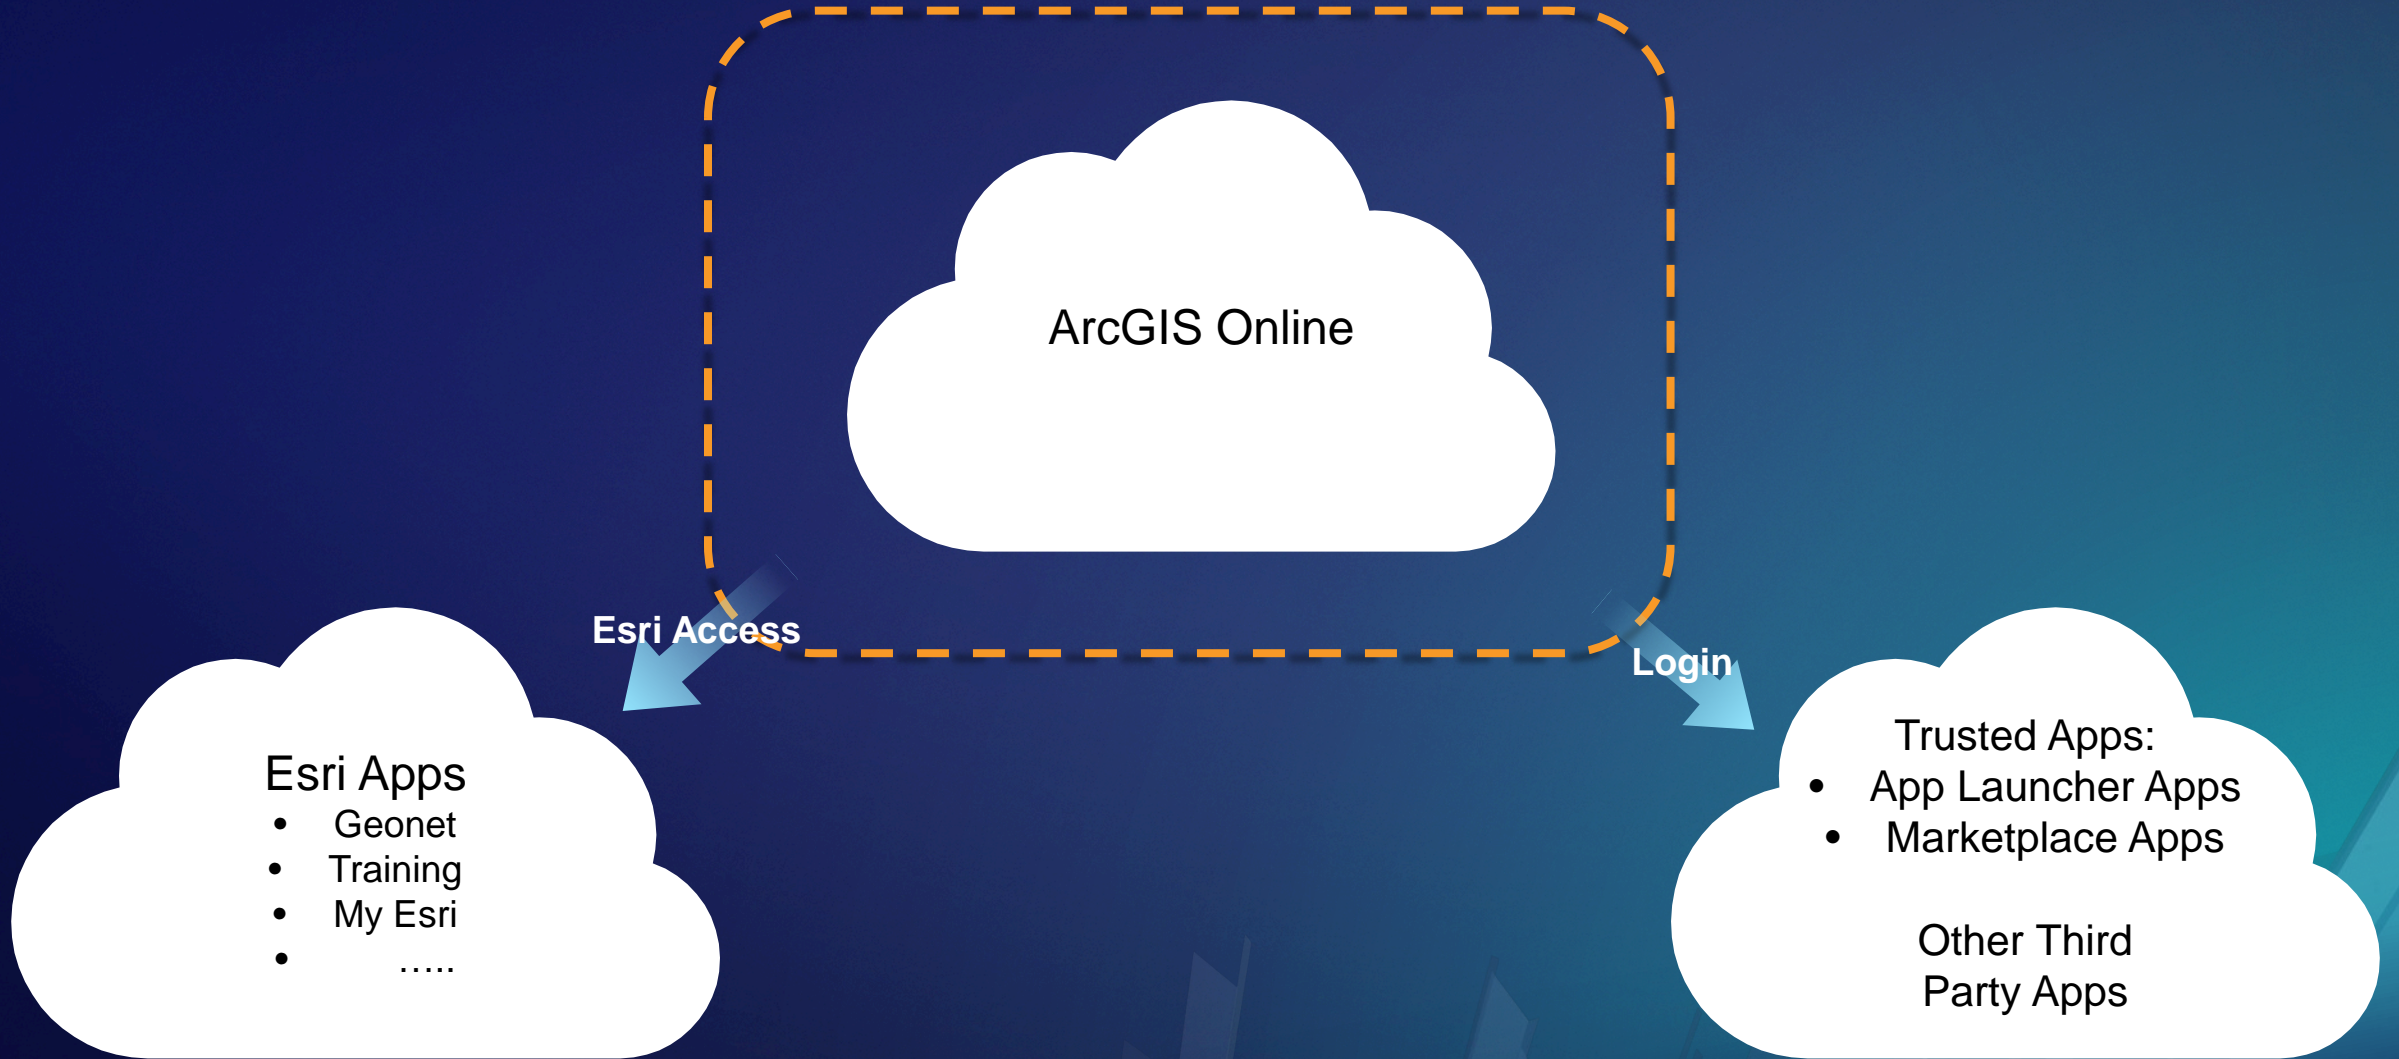 ArcGIS Online
Esri Access
Login
Esri Apps
• Geonet
• Training
• My Esri
• …..
Trusted Apps:
• App Launcher Apps
• Marketplace Apps
Other Third
Party Apps